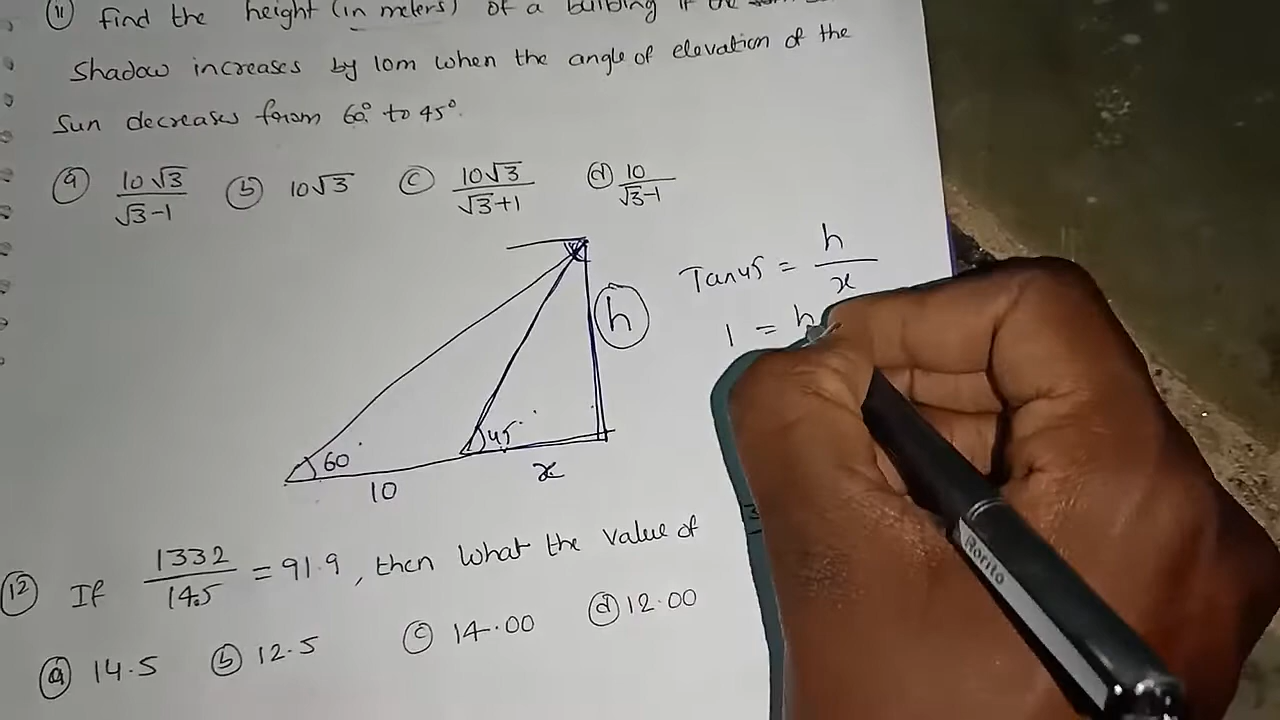 11 find the height (in meters) of a building if the
Shadow increases by 10m when the angle of elevation of the
Sun decreases from 60° to 45°.
a 10√3/√3-1 b 10√3 c 10√3/√3+1 d 10/√3-1
h
Tan45 = h/x
1 = h
60
45
10
x
12 If 1332/14.5 = 91.9, then what the value of
a 14.5 b 12.5 c 14.00 d 12.00
Rorito